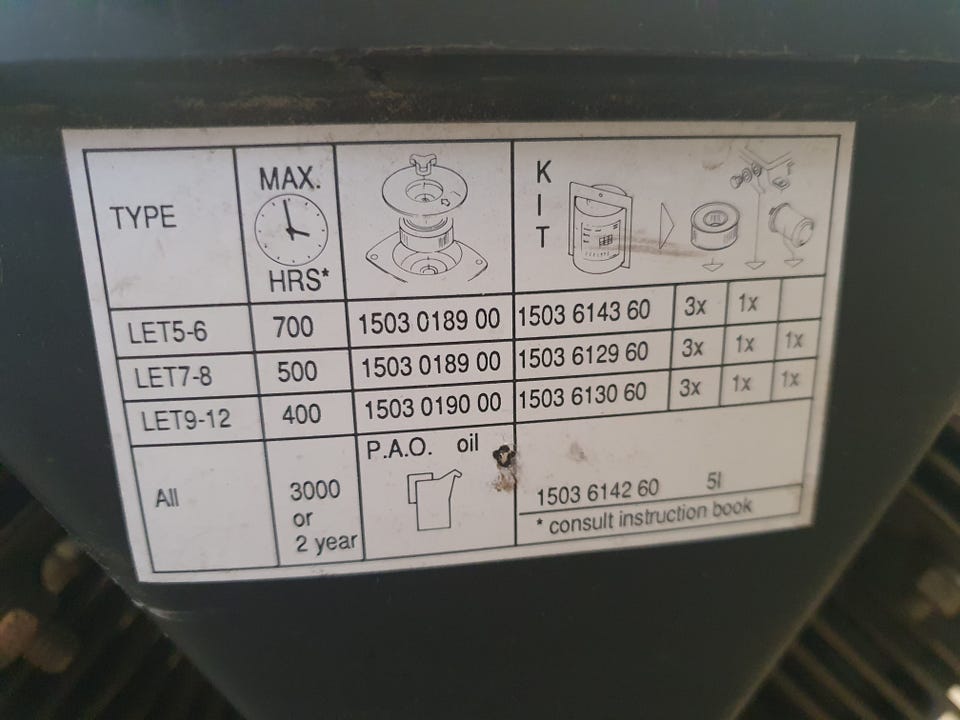 TYPE MAX. HRS* KIT
LET5-6 700 1503 0189 00 1503 6143 60 3x 1x
LET7-8 500 1503 0189 00 1503 6129 60 3x 1x 1x
LET9-12 400 1503 0190 00 1503 6130 60 3x 1x 1x
All 3000 or 2 year P.A.O. oil 1503 6142 60 5l
* consult instruction book